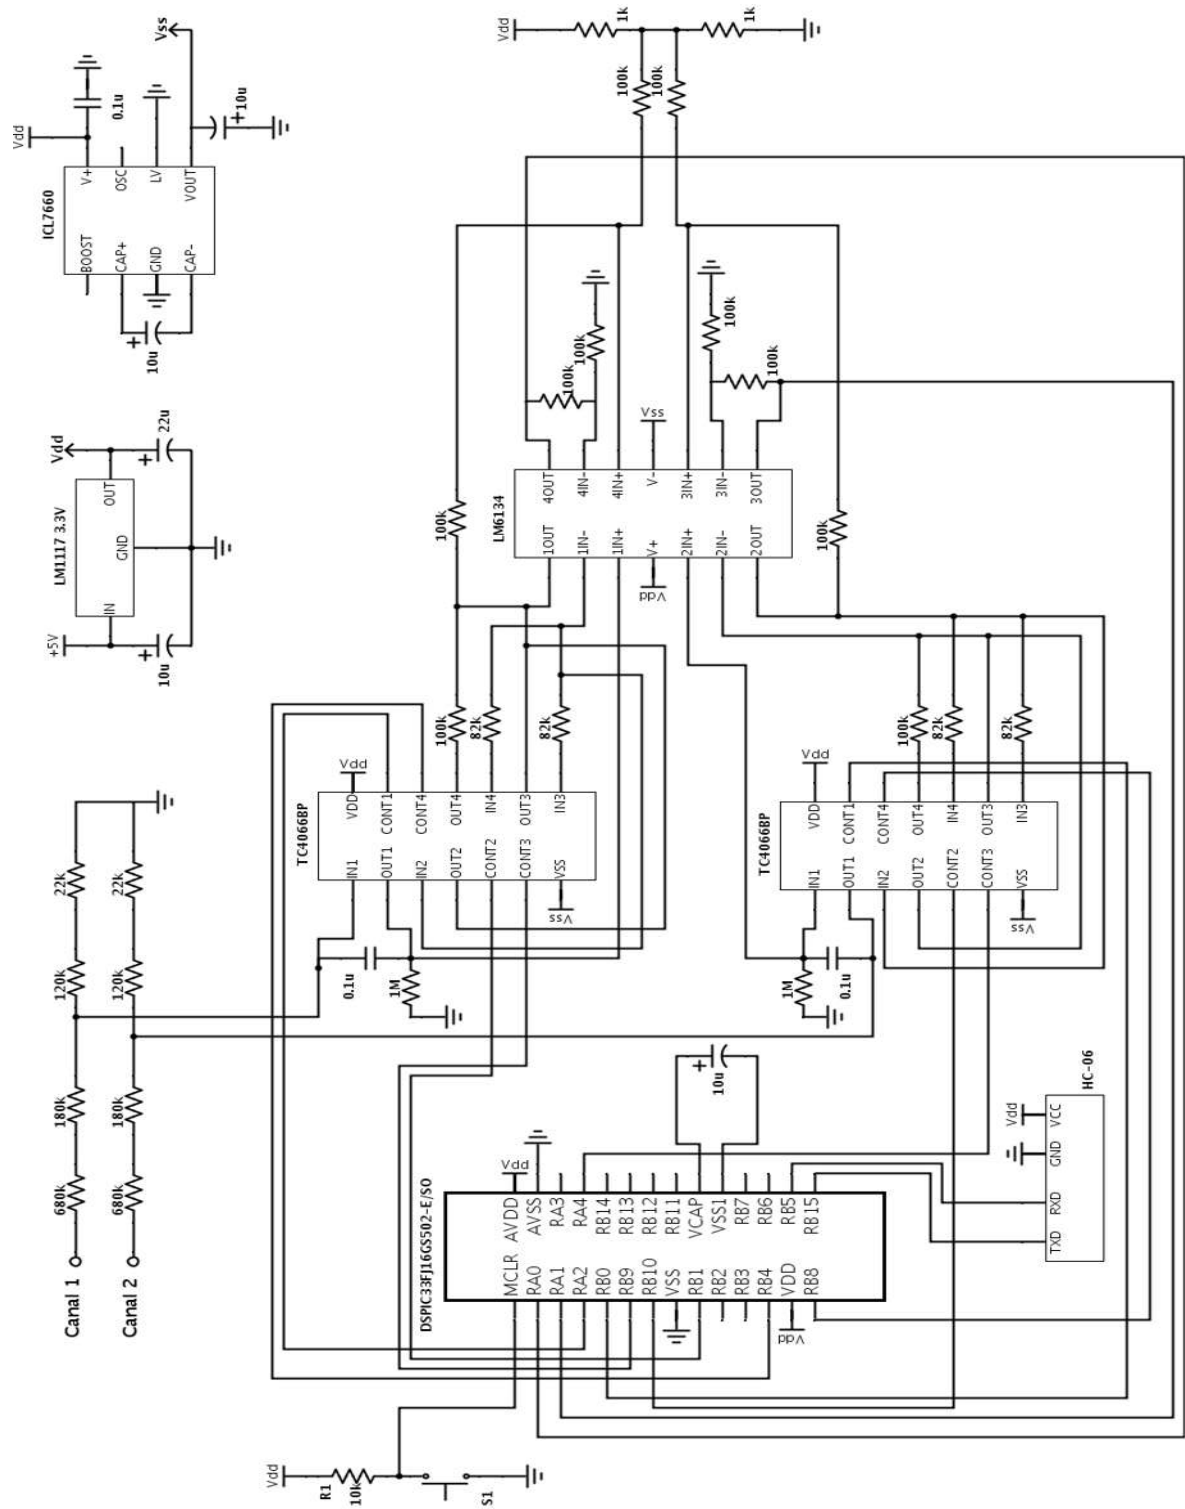 Canal 1
Canal 2
680k
180k
120k
22k
680k
180k
120k
22k
+5V
LM1117 3.3V
IN
OUT
GND
10u
22u
Vdd
ICL7660
BOOST
CAP+
GND
CAP-
V+
OSC
LV
VOUT
Vdd
0.1u
10u
+10u
Vss
TC4066BP
IN1
OUT1
IN2
OUT2
CONT2
CONT3
VSS
VDD
CONT1
CONT4
OUT4
IN4
OUT3
IN3
Vdd
Vss
0.1u
1M
100k
82k
82k
100k
LM6134
1OUT
1IN-
1IN+
V+
2IN+
2IN-
2OUT
4OUT
4IN-
4IN+
V-
3IN+
3IN-
3OUT
Vdd
Vss
100k
100k
100k
100k
100k
100k
100k
Vdd
1k
1k
TC4066BP
IN1
OUT1
IN2
OUT2
CONT2
CONT3
VSS
VDD
CONT1
CONT4
OUT4
IN4
OUT3
IN3
Vdd
Vss
1M
0.1u
100k
82k
82k
DSPIC33FJ16GS502-E/SO
MCLR
RA0
RA1
RA2
RB0
RB9
RB10
VSS
RB1
RB2
RB3
RB4
VDD
RB8
AVDD
AVSS
RA3
RA4
RB14
RB13
RB12
RB11
VCAP
VSS1
RB7
RB6
RB5
RB15
Vdd
Vdd
10u
HC-06
TXD
RXD
GND
VCC
Vdd
Vdd
R1
10k
S1